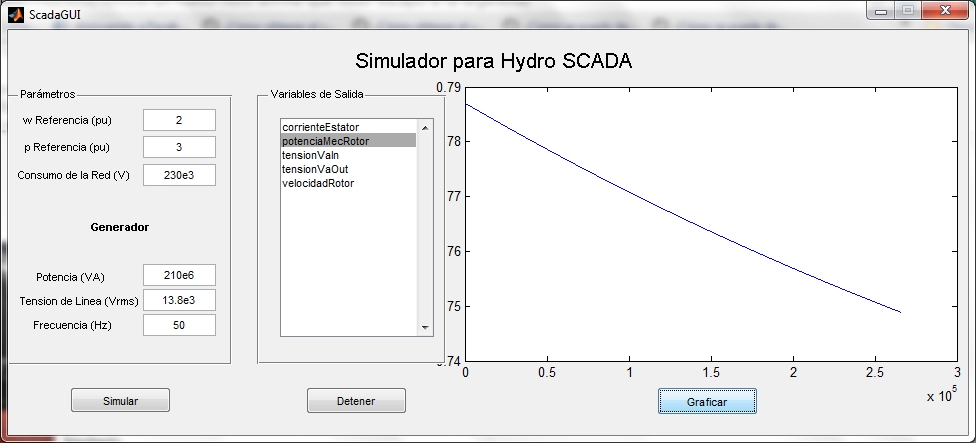 ScadaGUI
Simulador para Hydro SCADA
Parámetros
w Referencia (pu) 2
p Referencia (pu) 3
Consumo de la Red (V) 230e3
Generador
Potencia (VA) 210e6
Tension de Linea (Vrms) 13.8e3
Frecuencia (Hz) 50
Variables de Salida
corrienteEstator
potenciaMecRotor
tensionVaIn
tensionVaOut
velocidadRotor
0.79
78
77
76
75
0.74
0 0.5 1 1.5 2 2.5 3
x 10⁵
Simular
Detener
Graficar